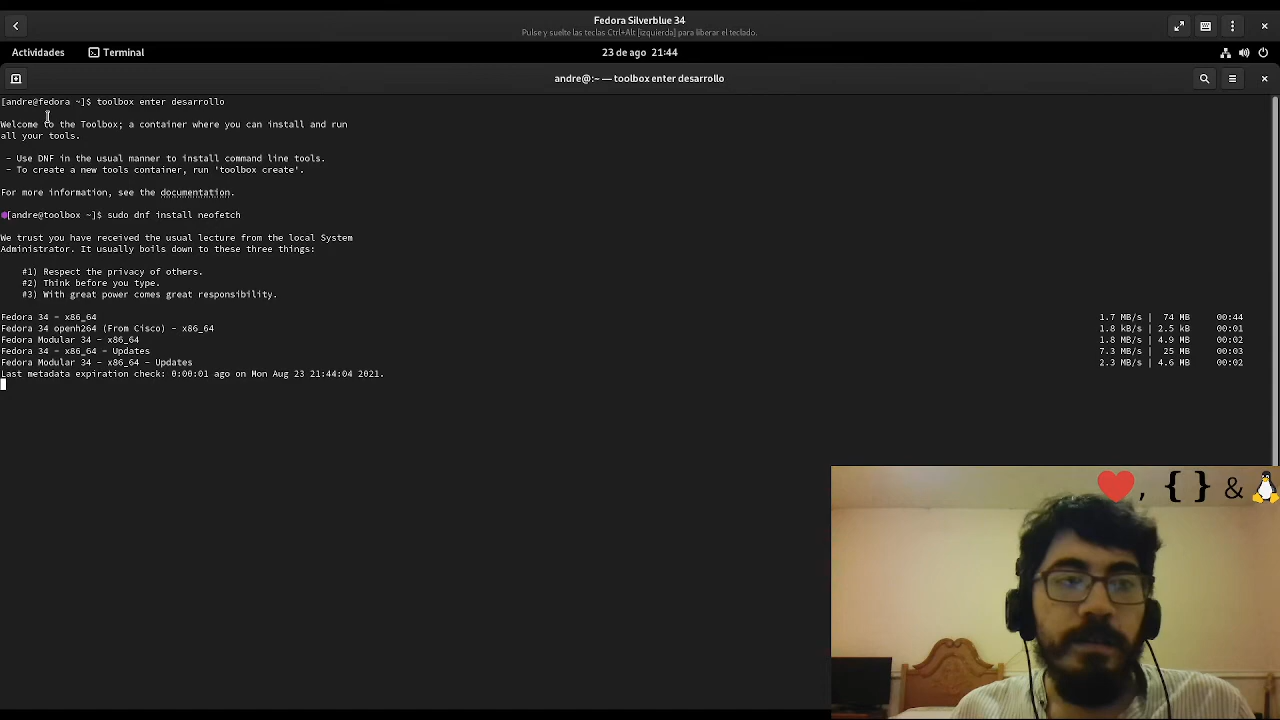 Fedora Silverblue 34
Pulse y suelte las teclas Ctrl+Alt [izquierda] para liberar el teclado.
Actividades Terminal 23 de ago 21:44
andre@:~ — toolbox enter desarrollo
[andre@fedora ~]$ toolbox enter desarrollo
Welcome to the Toolbox; a container where you can install and run
all your tools.
- Use DNF in the usual manner to install command line tools.
- To create a new tools container, run 'toolbox create'.
For more information, see the documentation.
[andre@toolbox ~]$ sudo dnf install neofetch
We trust you have received the usual lecture from the local System
Administrator. It usually boils down to these three things:
#1) Respect the privacy of others.
#2) Think before you type.
#3) With great power comes great responsibility.
Fedora 34 - x86_64 1.7 MB/s | 74 MB 00:44
Fedora 34 openh264 (From Cisco) - x86_64 1.8 kB/s | 2.5 kB 00:01
Fedora Modular 34 - x86_64 1.8 MB/s | 4.9 MB 00:02
Fedora 34 - x86_64 - Updates 7.3 MB/s | 25 MB 00:03
Fedora Modular 34 - x86_64 - Updates 2.3 MB/s | 4.6 MB 00:02
Last metadata expiration check: 0:00:01 ago on Mon Aug 23 21:44:04 2021.
, { } &